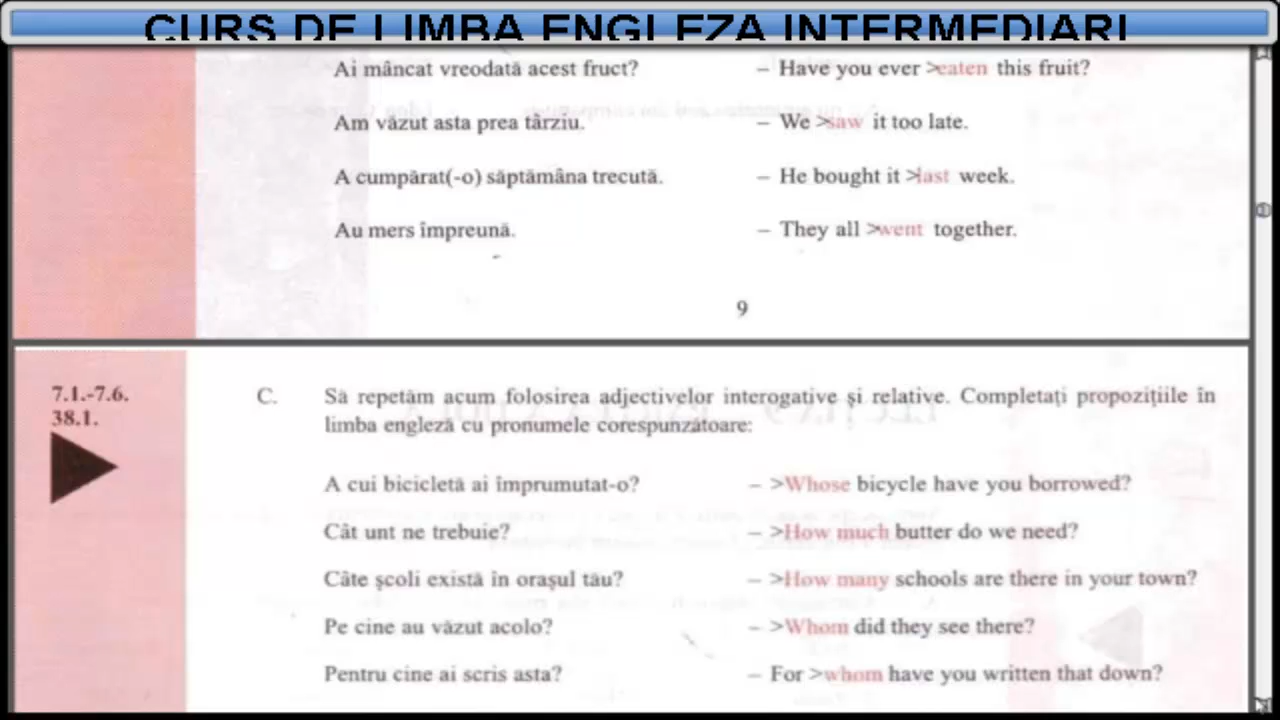 CURS DE LIMBA ENGLEZA INTERMEDIARI
Ai mâncat vreodată acest fruct? – Have you ever >eaten this fruit?
Am văzut asta prea târziu. – We >saw it too late.
A cumpărat(-o) săptămâna trecută. – He bought it >last week.
Au mers împreună. – They all >went together.
9
7.1.-7.6.
38.1.
C. Să repetăm acum folosirea adjectivelor interogative şi relative. Completaţi propoziţiile în
limba engleză cu pronumele corespunzătoare:
A cui bicicletă ai împrumutat-o? – >Whose bicycle have you borrowed?
Cât unt ne trebuie? – >How much butter do we need?
Câte şcoli există în oraşul tău? – >How many schools are there in your town?
Pe cine au văzut acolo? – >Whom did they see there?
Pentru cine ai scris asta? – For >whom have you written that down?